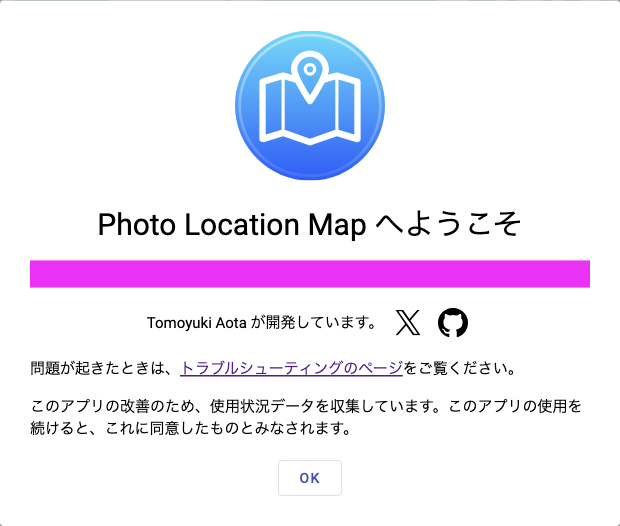 Photo Location Map へようこそ
Tomoyuki Aota が開発しています。
問題が起きたときは、トラブルシューティングのページをご覧ください。
このアプリの改善のため、使用状況データを収集しています。このアプリの使用を
続けると、これに同意したものとみなされます。
OK